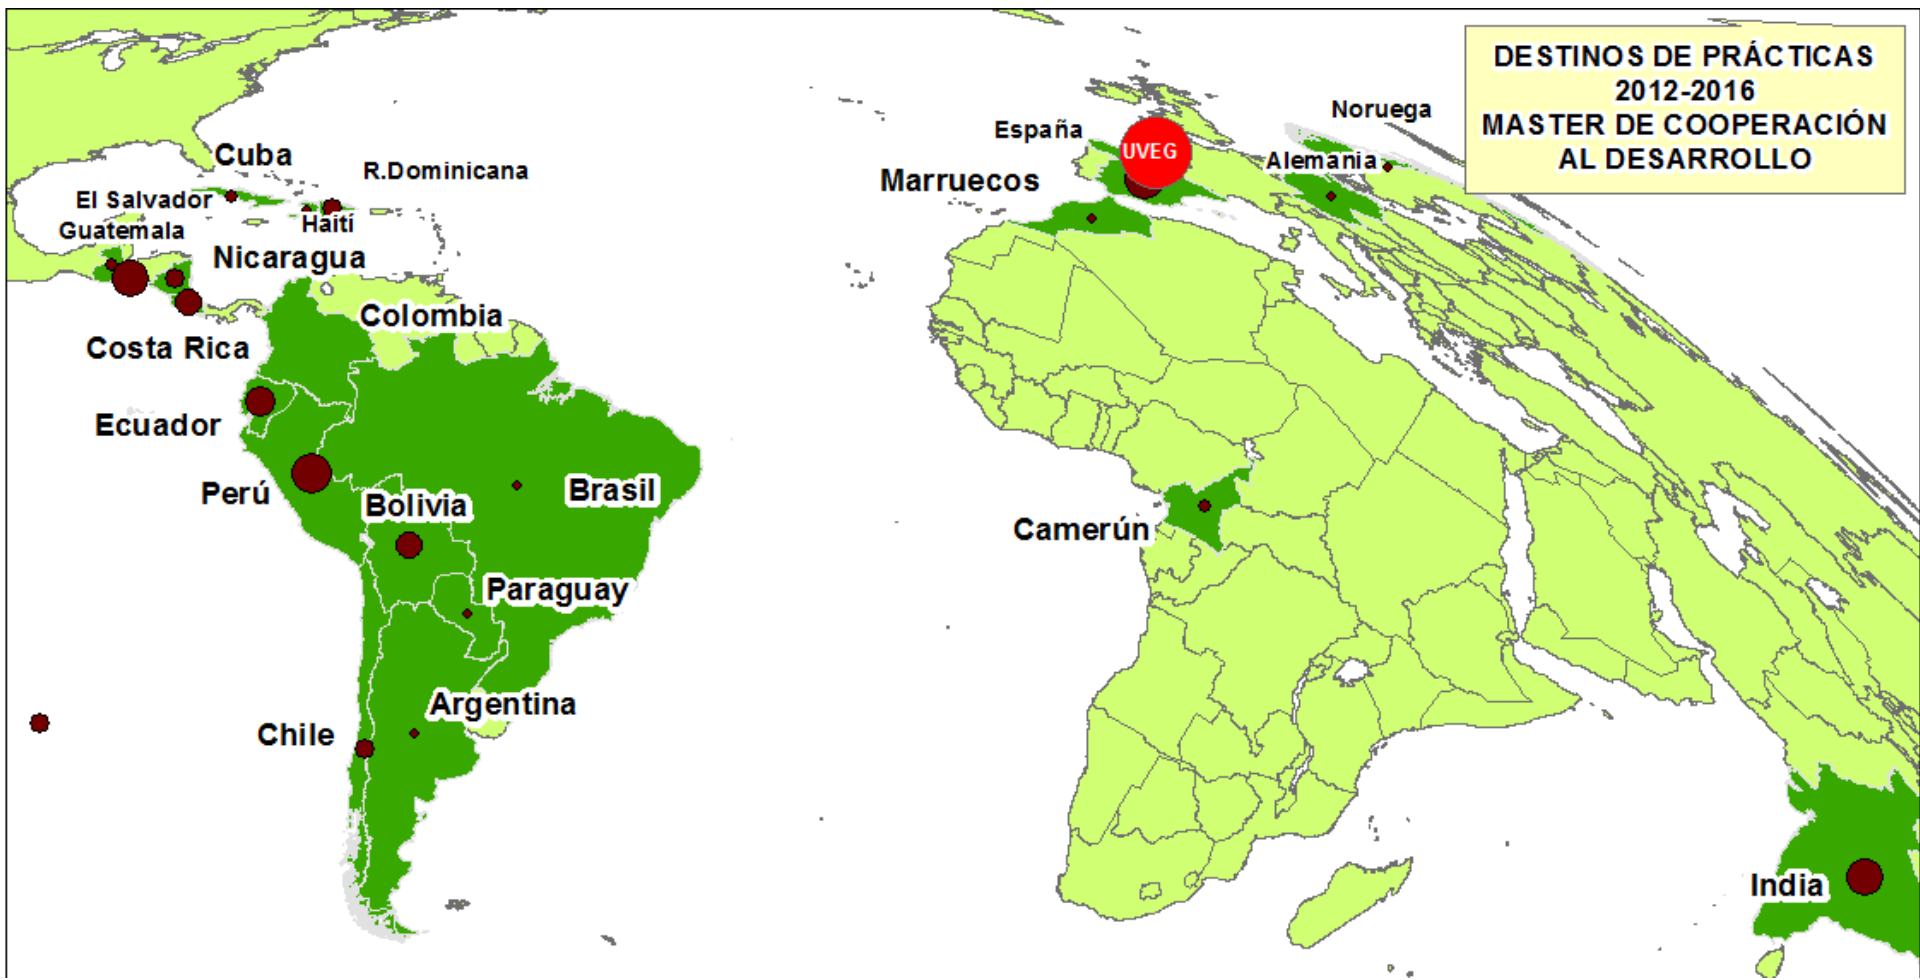 DESTINOS DE PRÁCTICAS
2012-2016
MASTER DE COOPERACIÓN
AL DESARROLLO
Noruega
España
UVEG
Alemania
Marruecos
Cuba
R.Dominicana
El Salvador
Haití
Guatemala
Nicaragua
Colombia
Costa Rica
Ecuador
Perú
Brasil
Bolivia
Camerún
Paraguay
Argentina
Chile
India